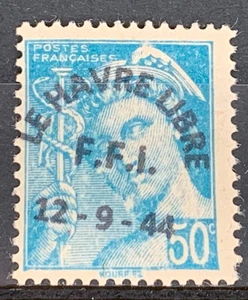 POSTES
FRANÇAISES
LE HAVRE LIBRE
F.F.I.
12-9-44
50c